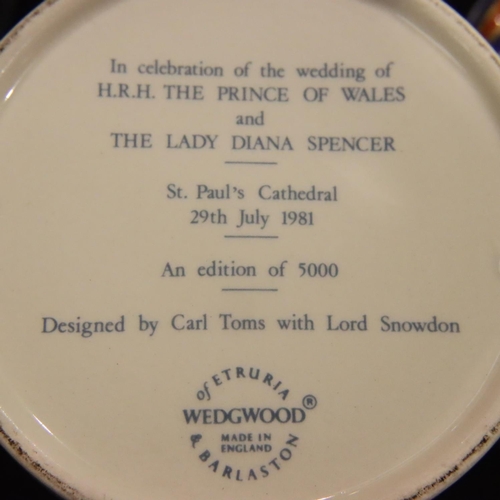 In celebration of the wedding of
H.R.H. THE PRINCE OF WALES
and
THE LADY DIANA SPENCER
St. Paul's Cathedral
29th July 1981
An edition of 5000
Designed by Carl Toms with Lord Snowdon
of ETRURIA
WEDGWOOD®
MADE IN
ENGLAND
& BARLASTON